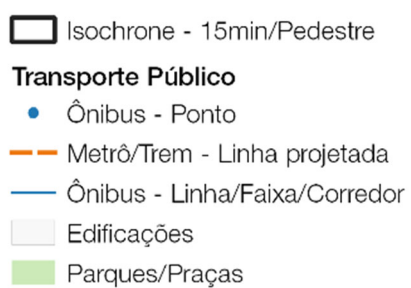 Isochrone - 15min/Pedestre
Transporte Público
Ônibus - Ponto
Metrô/Trem - Linha projetada
Ônibus - Linha/Faixa/Corredor
Edificações
Parques/Praças